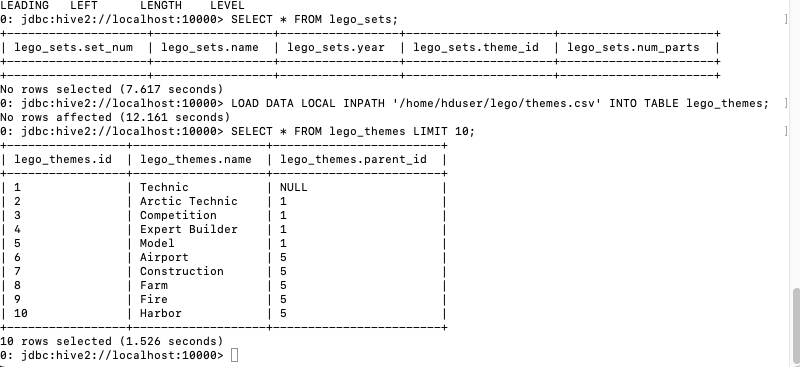 LEADING   LEFT      LENGTH    LEVEL
0: jdbc:hive2://localhost:10000> SELECT * FROM lego_sets;
+-------------------+-----------------+-----------------+---------------------+----------------------+
| lego_sets.set_num  | lego_sets.name  | lego_sets.year  | lego_sets.theme_id  | lego_sets.num_parts  |
+-------------------+-----------------+-----------------+---------------------+----------------------+
+-------------------+-----------------+-----------------+---------------------+----------------------+
No rows selected (7.617 seconds)
0: jdbc:hive2://localhost:10000> LOAD DATA LOCAL INPATH '/home/hduser/lego/themes.csv' INTO TABLE lego_themes;
No rows affected (12.161 seconds)
0: jdbc:hive2://localhost:10000> SELECT * FROM lego_themes LIMIT 10;
+-----------------+-------------------+------------------------+
| lego_themes.id  | lego_themes.name  | lego_themes.parent_id  |
+-----------------+-------------------+------------------------+
| 1               | Technic           | NULL                   |
| 2               | Arctic Technic    | 1                      |
| 3               | Competition       | 1                      |
| 4               | Expert Builder    | 1                      |
| 5               | Model             | 1                      |
| 6               | Airport           | 5                      |
| 7               | Construction      | 5                      |
| 8               | Farm              | 5                      |
| 9               | Fire              | 5                      |
| 10              | Harbor            | 5                      |
+-----------------+-------------------+------------------------+
10 rows selected (1.526 seconds)
0: jdbc:hive2://localhost:10000>